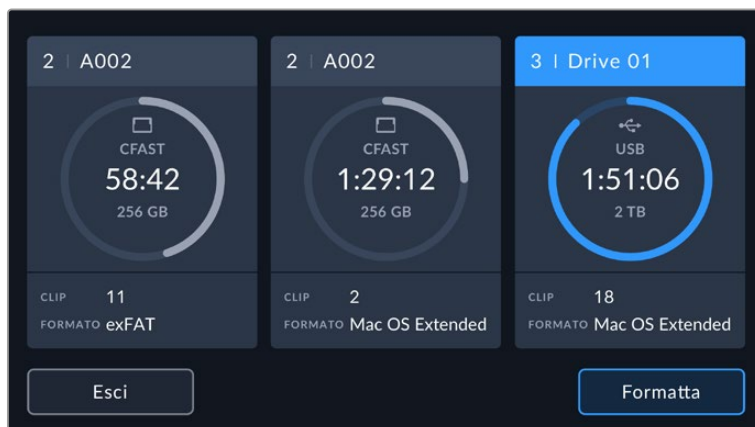 2 | A002
CFAST
58:42
256 GB
CLIP 11
FORMATO exFAT
2 | A002
CFAST
1:29:12
256 GB
CLIP 2
FORMATO Mac OS Extended
3 | Drive 01
USB
1:51:06
2 TB
CLIP 18
FORMATO Mac OS Extended
Esci
Formatta